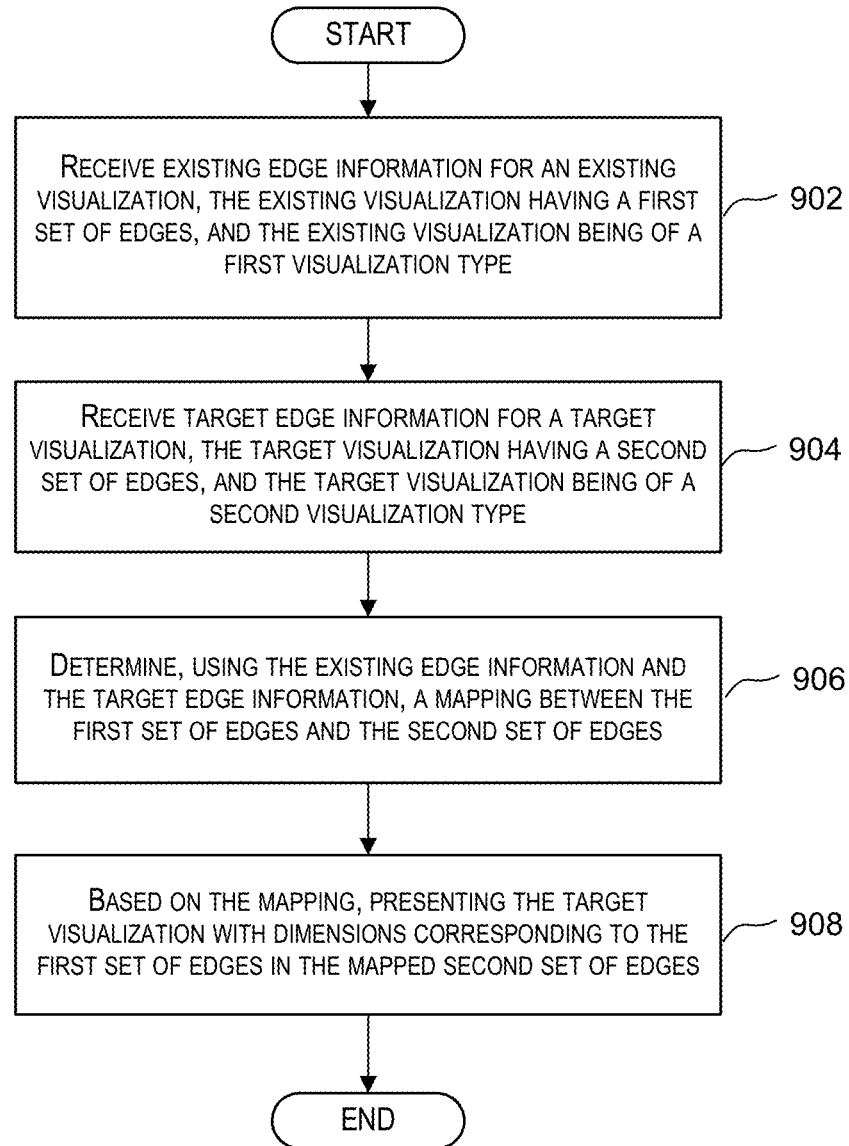 START
RECEIVE EXISTING EDGE INFORMATION FOR AN EXISTING
VISUALIZATION, THE EXISTING VISUALIZATION HAVING A FIRST
SET OF EDGES, AND THE EXISTING VISUALIZATION BEING OF A
FIRST VISUALIZATION TYPE
902
RECEIVE TARGET EDGE INFORMATION FOR A TARGET
VISUALIZATION, THE TARGET VISUALIZATION HAVING A SECOND
SET OF EDGES, AND THE TARGET VISUALIZATION BEING OF A
SECOND VISUALIZATION TYPE
904
DETERMINE, USING THE EXISTING EDGE INFORMATION AND
THE TARGET EDGE INFORMATION, A MAPPING BETWEEN THE
FIRST SET OF EDGES AND THE SECOND SET OF EDGES
906
BASED ON THE MAPPING, PRESENTING THE TARGET
VISUALIZATION WITH DIMENSIONS CORRESPONDING TO THE
FIRST SET OF EDGES IN THE MAPPED SECOND SET OF EDGES
908
END